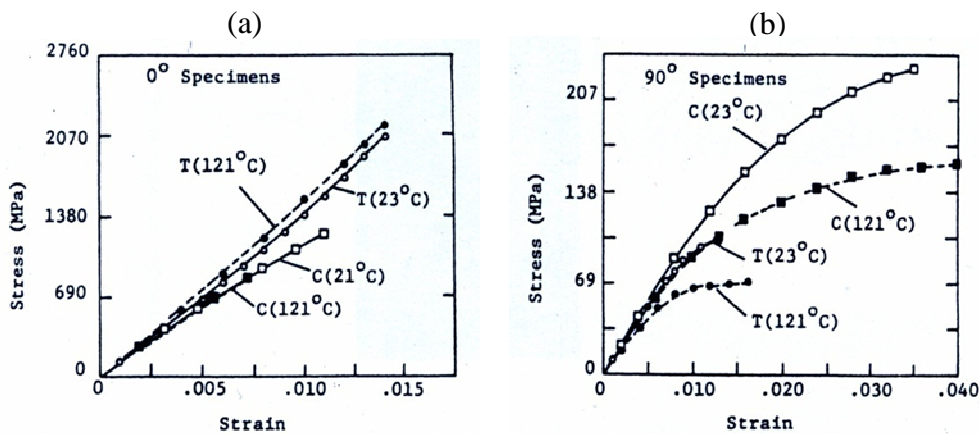 (a)
2760
2070
1380
690
0
Stress (MPa)
0° Specimens
T(121°C)
T(23°C)
C(21°C)
C(121°C)
0
.005
.010
.015
Strain
(b)
207
138
69
0
Stress (MPa)
90° Specimens
C(23°C)
C(121°C)
T(23°C)
T(121°C)
0
.010
.020
.030
.040
Strain